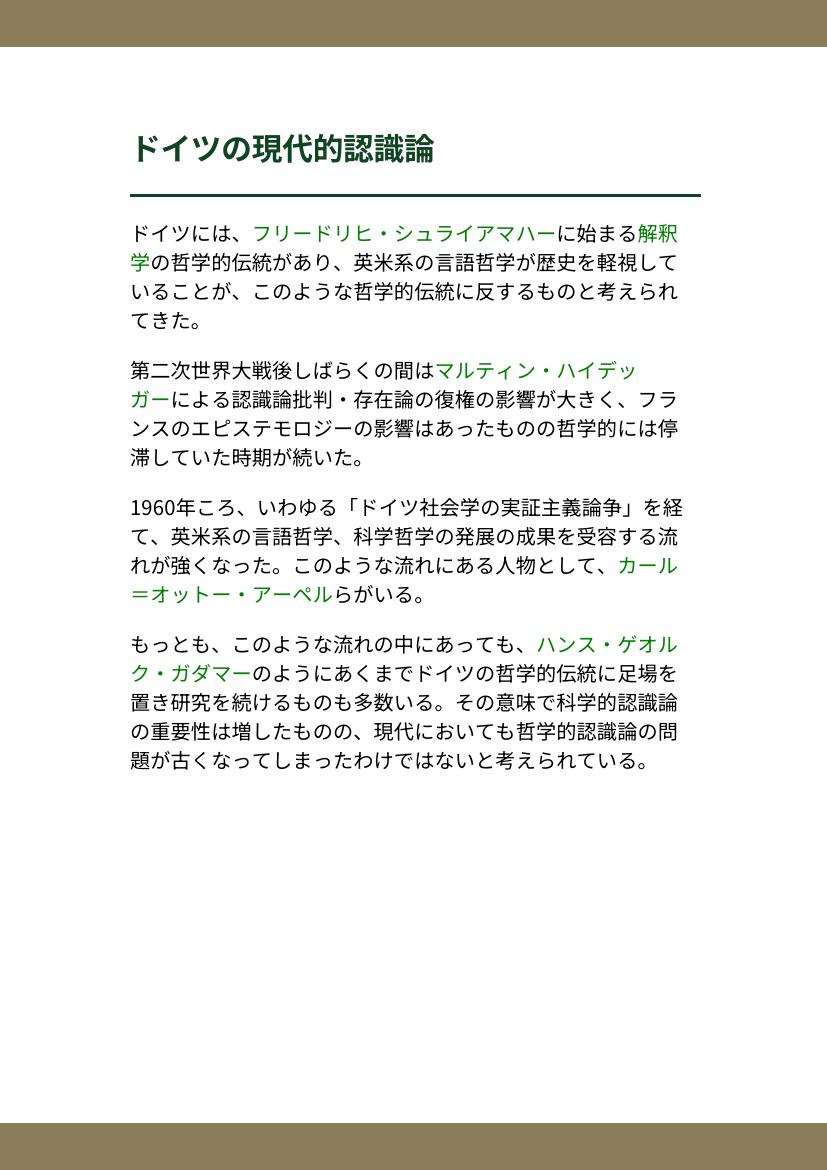 ドイツの現代的認識論
ドイツには、フリードリヒ・シュライアマハーに始まる解釈
学の哲学的伝統があり、英米系の言語哲学が歴史を軽視して
いることが、このような哲学的伝統に反するものと考えられ
てきた。
第二次世界大戦後しばらくの間はマルティン・ハイデッ
ガーによる認識論批判・存在論の復権の影響が大きく、フラ
ンスのエピステモロジーの影響はあったものの哲学的には停
滞していた時期が続いた。
1960年ころ、いわゆる「ドイツ社会学の実証主義論争」を経
て、英米系の言語哲学、科学哲学の発展の成果を受容する流
れが強くなった。このような流れにある人物として、カール
＝オットー・アーペルらがいる。
もっとも、このような流れの中にあっても、ハンス・ゲオル
ク・ガダマーのようにあくまでドイツの哲学的伝統に足場を
置き研究を続けるものも多数いる。その意味で科学的認識論
の重要性は増したものの、現代においても哲学的認識論の問
題が古くなってしまったわけではないと考えられている。